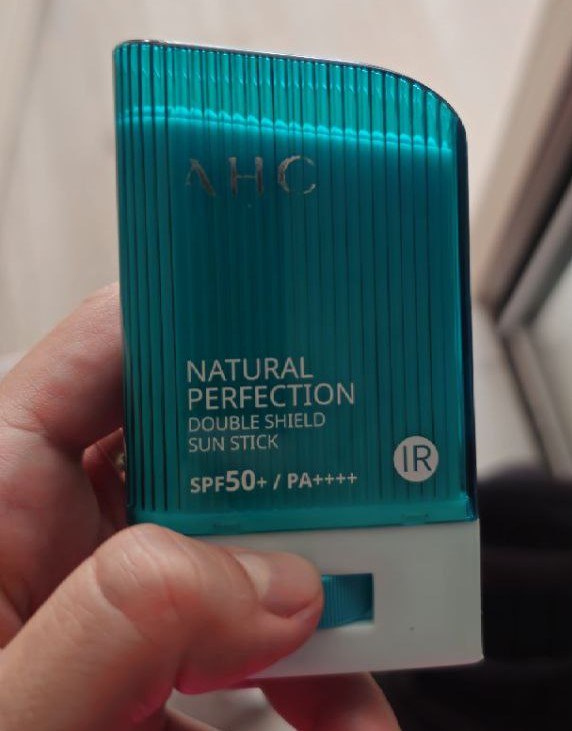 AHC
NATURAL
PERFECTION
DOUBLE SHIELD
SUN STICK
IR
SPF50+ / PA++++